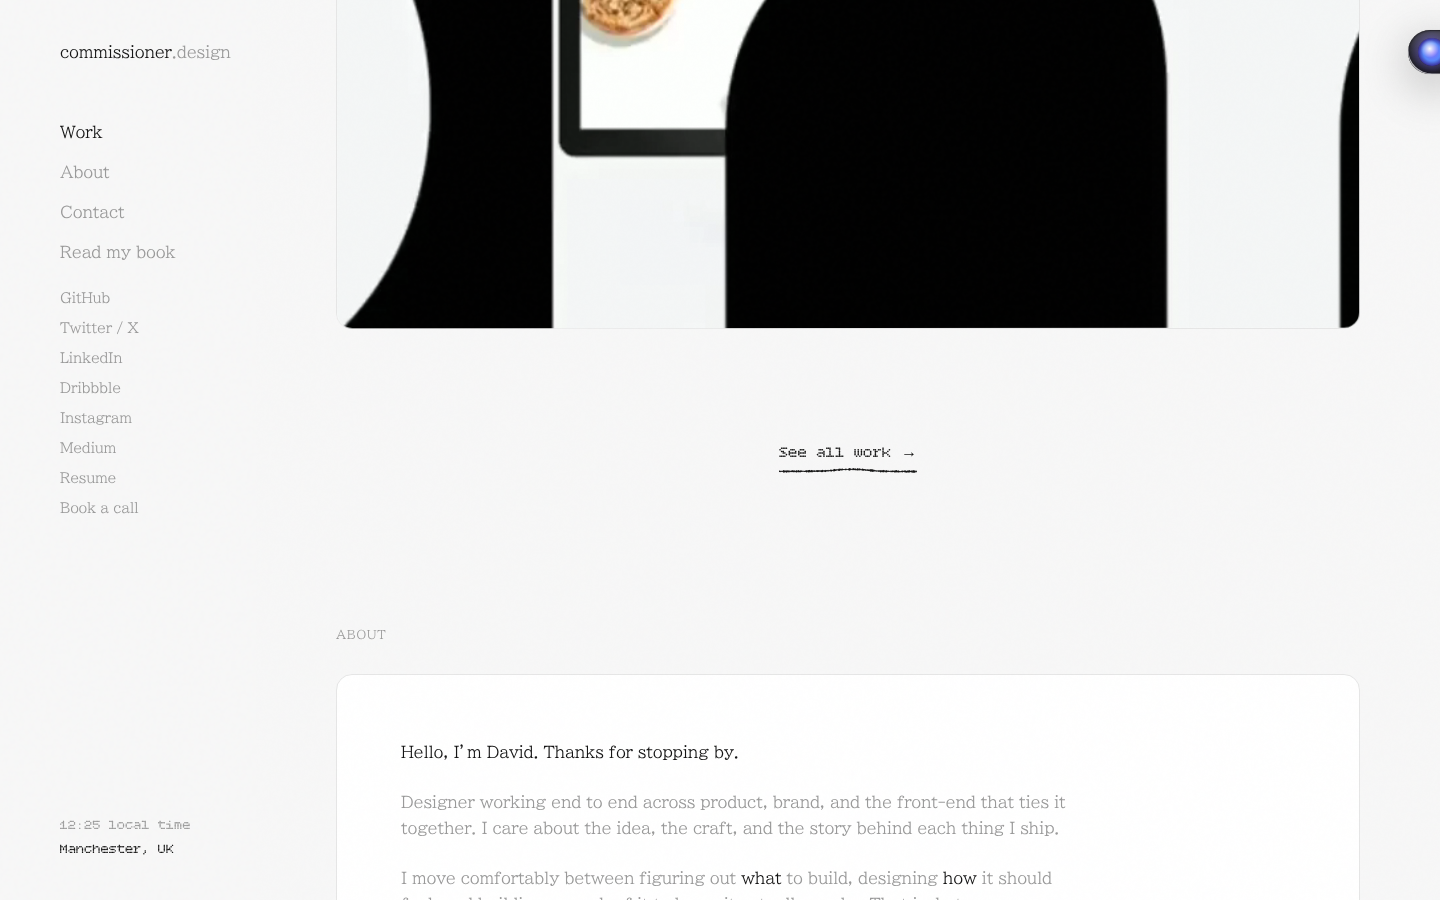 commissioner.design
Work
About
Contact
Read my book
GitHub
Twitter / X
LinkedIn
Dribbble
Instagram
Medium
Resume
Book a call
12:25 local time
Manchester, UK
See all work →
ABOUT
Hello, I’m David. Thanks for stopping by.
Designer working end to end across product, brand, and the front-end that ties it
together. I care about the idea, the craft, and the story behind each thing I ship.
I move comfortably between figuring out what to build, designing how it should